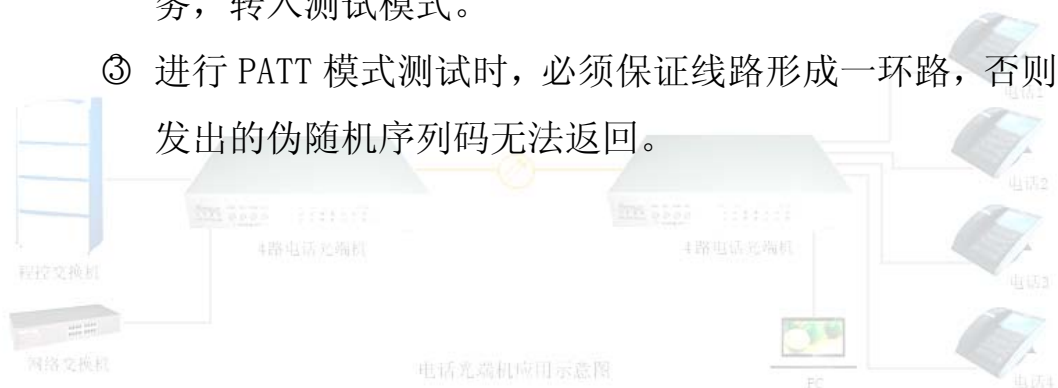 务，转入测试模式。
③ 进行 PATT 模式测试时，必须保证线路形成一环路，否则
发出的伪随机序列码无法返回。
电话1
电话2
4路电话光端机
4路电话光端机
程控交换机
电话3
网络交换机
电话光端机应用示意图
PC
电话4